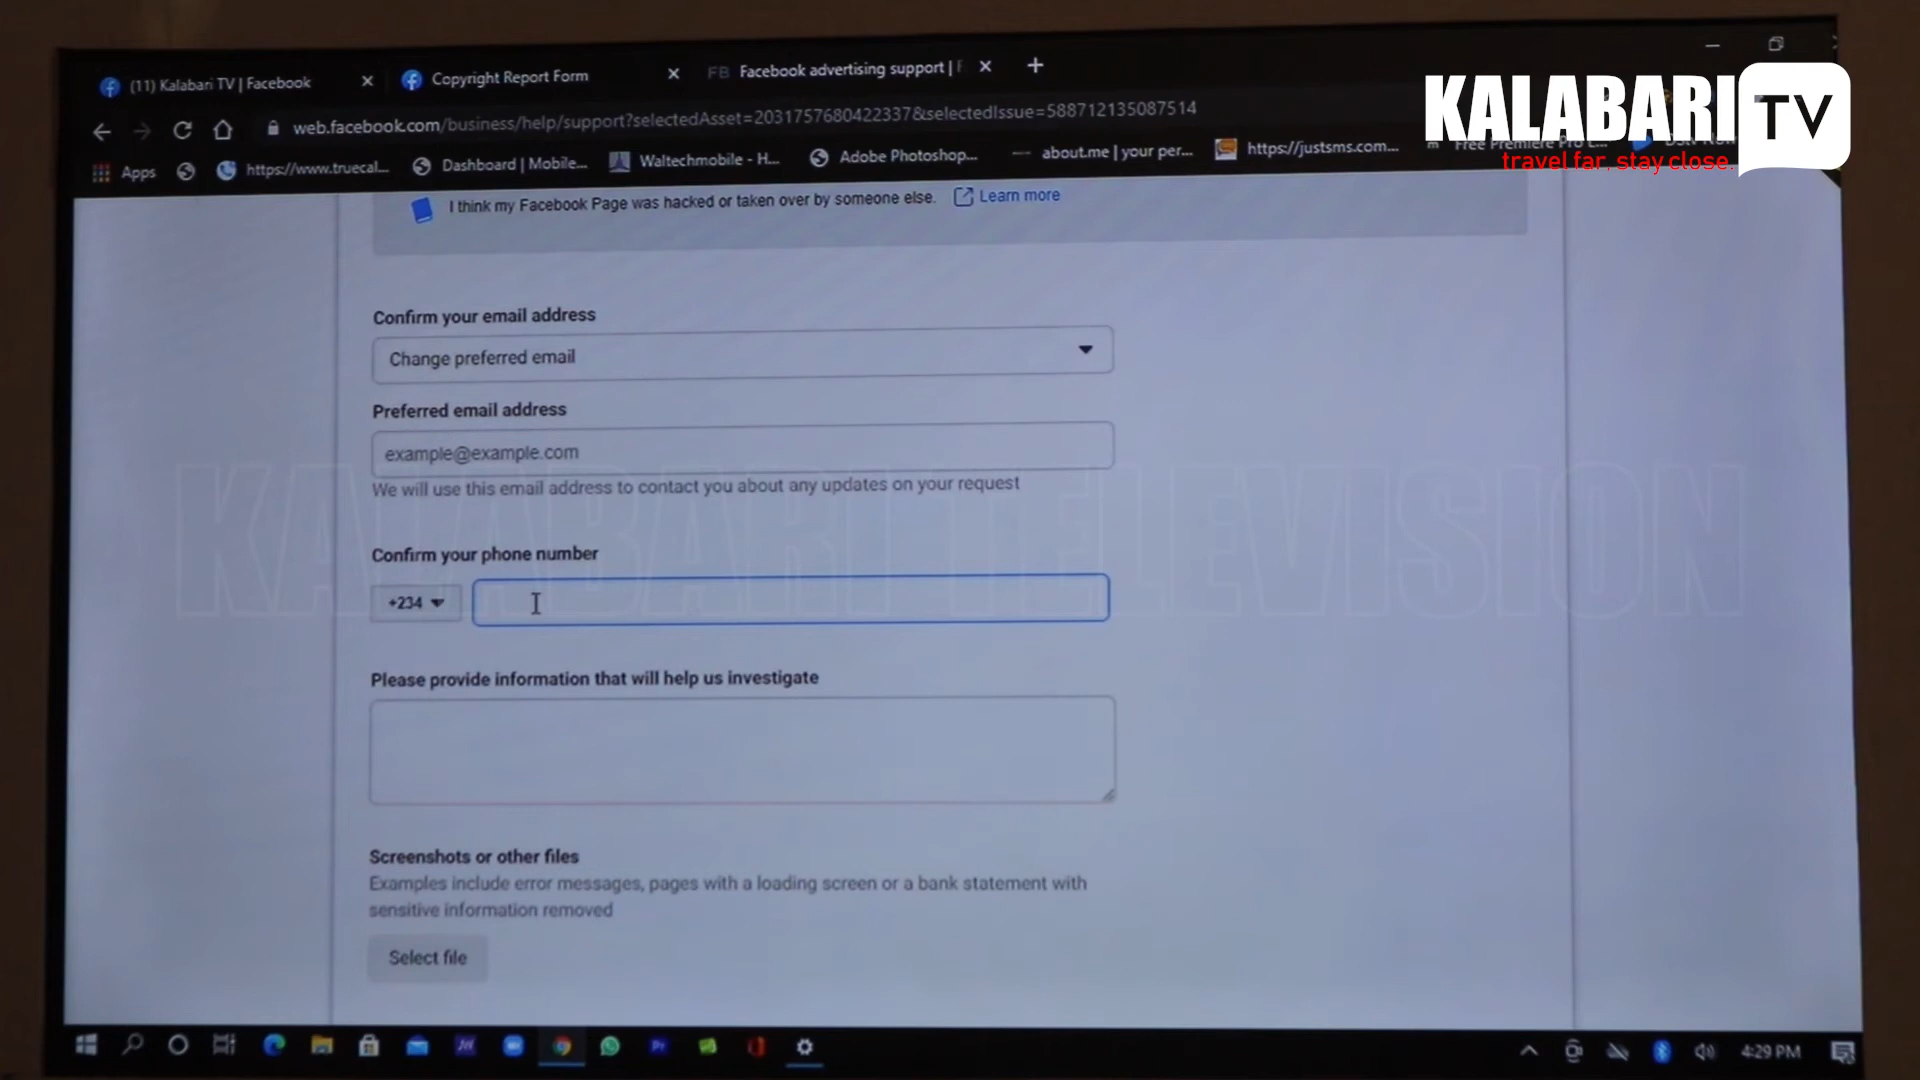 (11) Kalabari TV | Facebook
Copyright Report Form
Facebook advertising support |
web.facebook.com/business/help/support?selectedAsset=2031757680422337&selectedIssue=588712135087514
Apps
https://www.truecal...
Dashboard | Mobile...
Waltechmobile - H...
Adobe Photoshop...
about.me | your per...
https://justsms.com...
Free Premiere Pro L...
KALABARI TV
travel far, stay close.
I think my Facebook Page was hacked or taken over by someone else. Learn more
Confirm your email address
Change preferred email
Preferred email address
example@example.com
We will use this email address to contact you about any updates on your request
KALABARI TELEVISION
Confirm your phone number
+234
Please provide information that will help us investigate
Screenshots or other files
Examples include error messages, pages with a loading screen or a bank statement with
sensitive information removed
Select file
4:29 PM